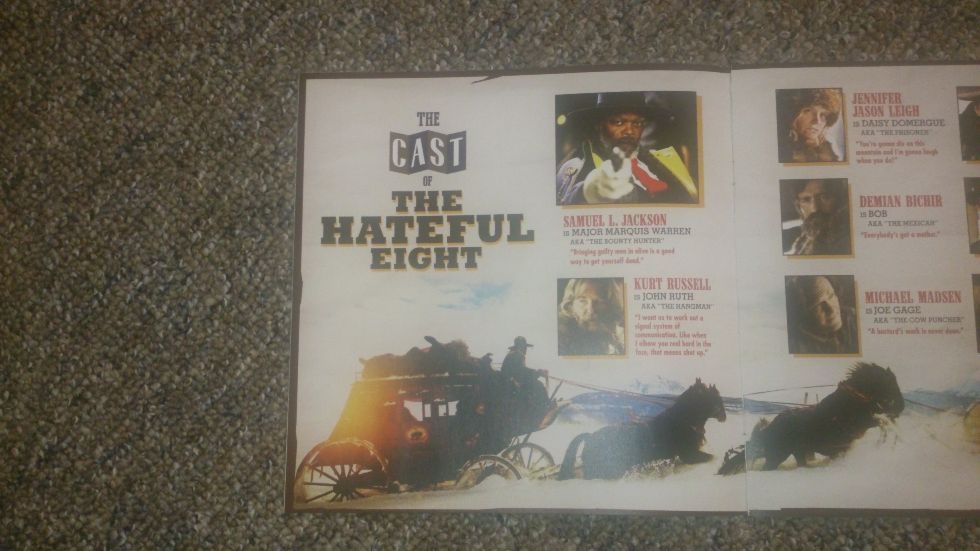 THE
CAST
OF
THE
HATEFUL
EIGHT
SAMUEL L. JACKSON
IS MAJOR MARQUIS WARREN
AKA "THE BOUNTY HUNTER"
"Bringing guilty men in alive is a good
way to get yourself dead."
KURT RUSSELL
IS JOHN RUTH
AKA "THE HANGMAN"
"I want us to work out a
signal system of
communication. Like when
I elbow you real hard in the
face, that means shut up."
JENNIFER
JASON LEIGH
IS DAISY DOMERGUE
AKA "THE PRISONER"
"You're gonna die on this
mountain and I'm gonna laugh
when you do!"
DEMIAN BICHIR
IS BOB
AKA "THE MEXICAN"
"Everybody's got a mother."
MICHAEL MADSEN
IS JOE GAGE
AKA "THE COW PUNCHER"
"A bastard's work is never done."